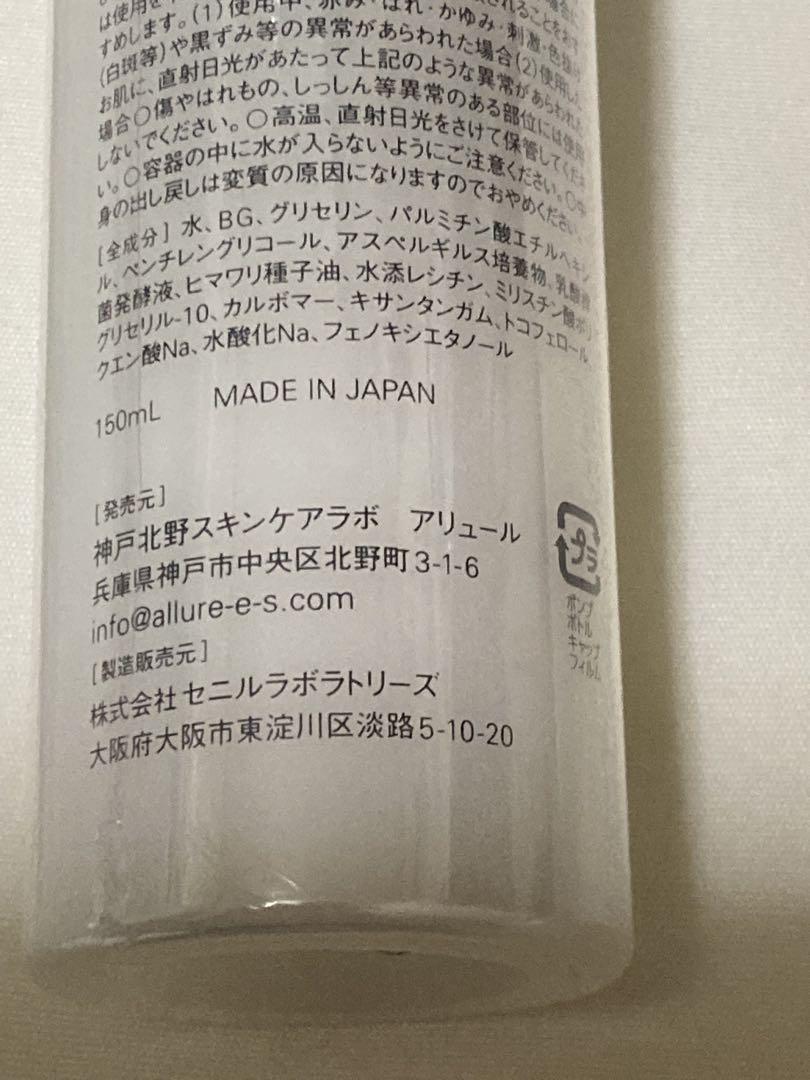 は使用を
すめします。(1)使用中、赤み・はれ・かゆみ・刺激・色抜け
(白斑等)や黒ずみ等の異常があらわれた場合(2)使用した
お肌に、直射日光があたって上記のような異常があらわれた
場合○傷やはれもの、しっしん等異常のある部位には使用
しないでください。○高温、直射日光をさけて保管してくださ
い。○容器の中に水が入らないようにご注意ください。○中
身の出し戻しは変質の原因になりますのでおやめください。
[全成分] 水、BG、グリセリン、パルミチン酸エチルヘキシ
ル、ペンチレングリコール、アスペルギルス培養物、乳酸桿
菌発酵液、ヒマワリ種子油、水添レシチン、ミリスチン酸ポリ
グリセリル-10、カルボマー、キサンタンガム、トコフェロール、
クエン酸Na、水酸化Na、フェノキシエタノール
150mL MADE IN JAPAN
[発売元]
神戸北野スキンケアラボ アリュール
兵庫県神戸市中央区北野町3-1-6
info@allure-e-s.com
[製造販売元]
株式会社セニルラボラトリーズ
大阪府大阪市東淀川区淡路5-10-20
プラ
ポンプ
ボトル
キャップ
フィルム